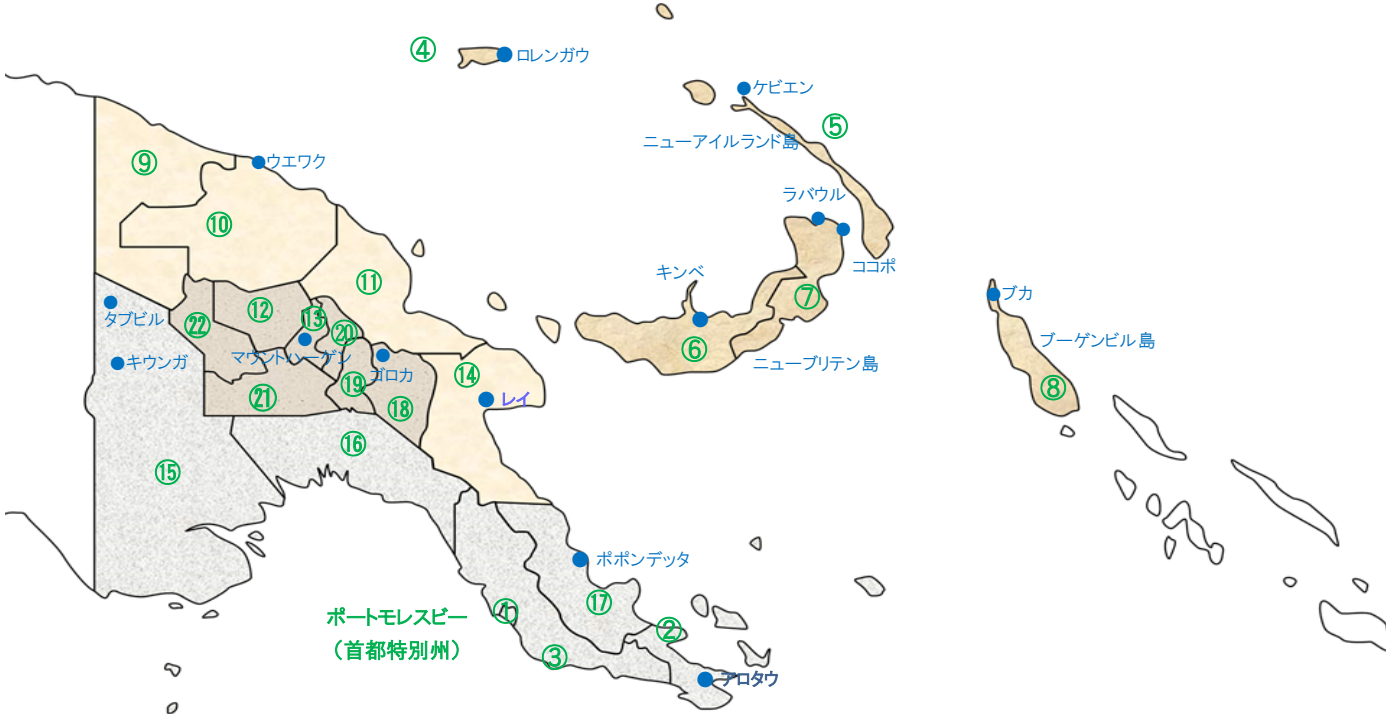 ④
ロレンガウ
ケビエン
⑤
ニューアイルランド島
⑨
ウエワク
ラバウル
⑩
ココポ
キンベ
⑪
⑦
ブカ
タブビル
⑫
⑬
㉒
⑳
ブーゲンビル島
マウントハーゲン
⑥
ニューブリテン島
キウンガ
ゴロカ
⑭
⑲
⑧
㉑
⑱
レイ
⑯
⑮
ポポンデッタ
⑰
①
ポートモレスビー
(首都特別州)
②
③
アロタウ